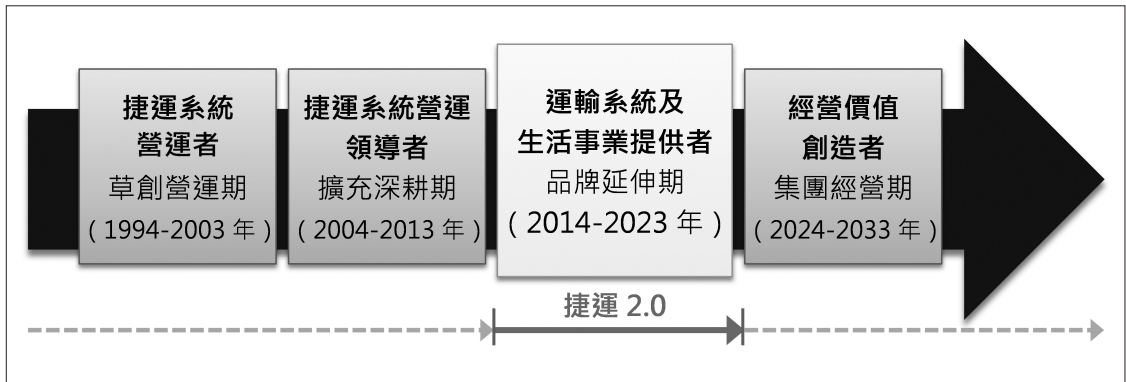 捷運系統
營運者
草創營運期
( 1994-2003 年 )
捷運系統營運
領導者
擴充深耕期
( 2004-2013 年 )
運輸系統及
生活事業提供者
品牌延伸期
( 2014-2023 年 )
經營價值
創造者
集團經營期
( 2024-2033 年 )
捷運 2.0